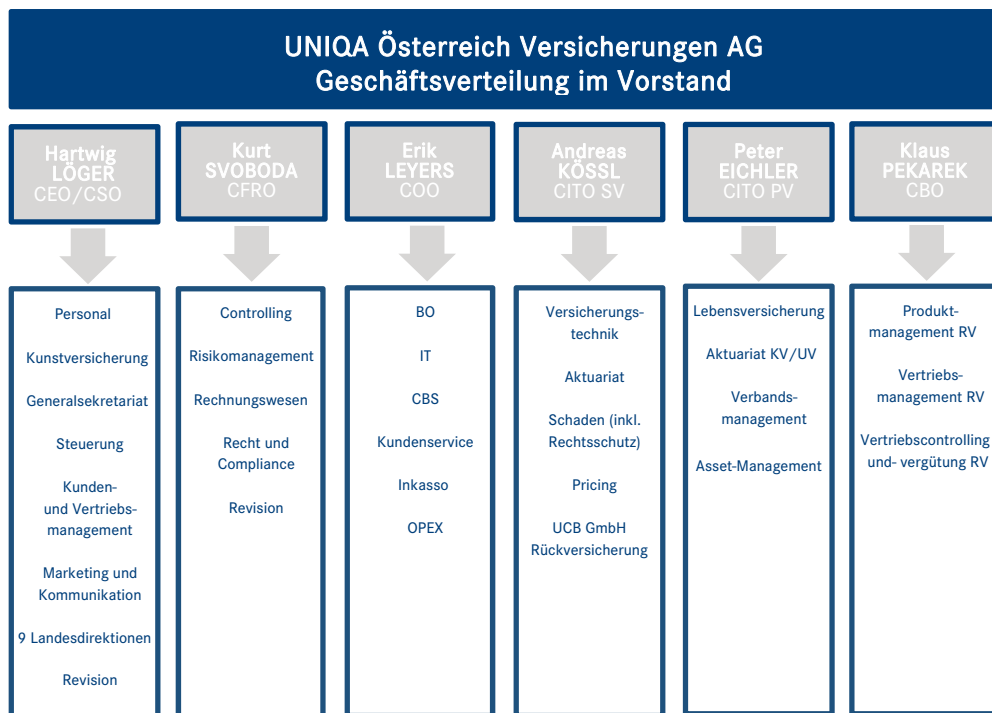 UNIQA Österreich Versicherungen AG
Geschäftsverteilung im Vorstand
Hartwig
LÖGER
CEO/CSO
Kurt
SVOBODA
CFRO
Erik
LEYERS
COO
Andreas
KÖSSL
CITO SV
Peter
EICHLER
CITO PV
Klaus
PEKAREK
CBO
Personal
Kunstversicherung
Generalsekretariat
Steuerung
Kunden-
und Vertriebs-
management
Marketing und
Kommunikation
9 Landesdirektionen
Revision
Controlling
Risikomanagement
Rechnungswesen
Recht und
Compliance
Revision
BO
IT
CBS
Kundenservice
Inkasso
OPEX
Versicherungs-
technik
Aktuariat
Schaden (inkl.
Rechtsschutz)
Pricing
UCB GmbH
Rückversicherung
Lebensversicherung
Aktuariat KV/UV
Verbands-
management
Asset-Management
Produkt-
management RV
Vertriebs-
management RV
Vertriebscontrolling
und- vergütung RV